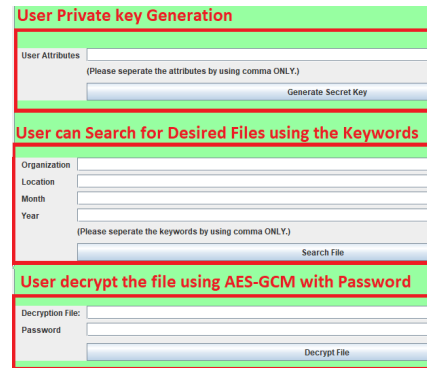 User Private key Generation
User Attributes
(Please seperate the attributes by using comma ONLY.)
Generate Secret Key
User can Search for Desired Files using the Keywords
Organization
Location
Month
Year
(Please seperate the keywords by using comma ONLY.)
Search File
User decrypt the file using AES-GCM with Password
Decryption File:
Password
Decrypt File